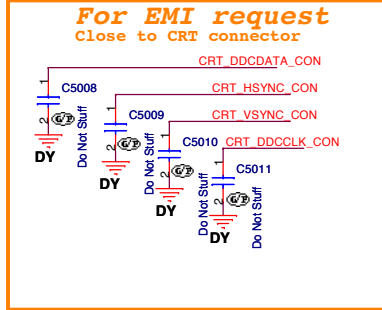 For EMI request
Close to CRT connector
CRT_DDCDATA_CON
1
C5008
CRT_HSYNC_CON
1
C5009
CRT_VSYNC_CON
1
C5010
CRT_DDCCLK_CON
1
C5011
2
G/P
Do Not Stuff
DY
2
G/P
Do Not Stuff
DY
2
G/P
Do Not Stuff
DY
2
G/P
Do Not Stuff
DY